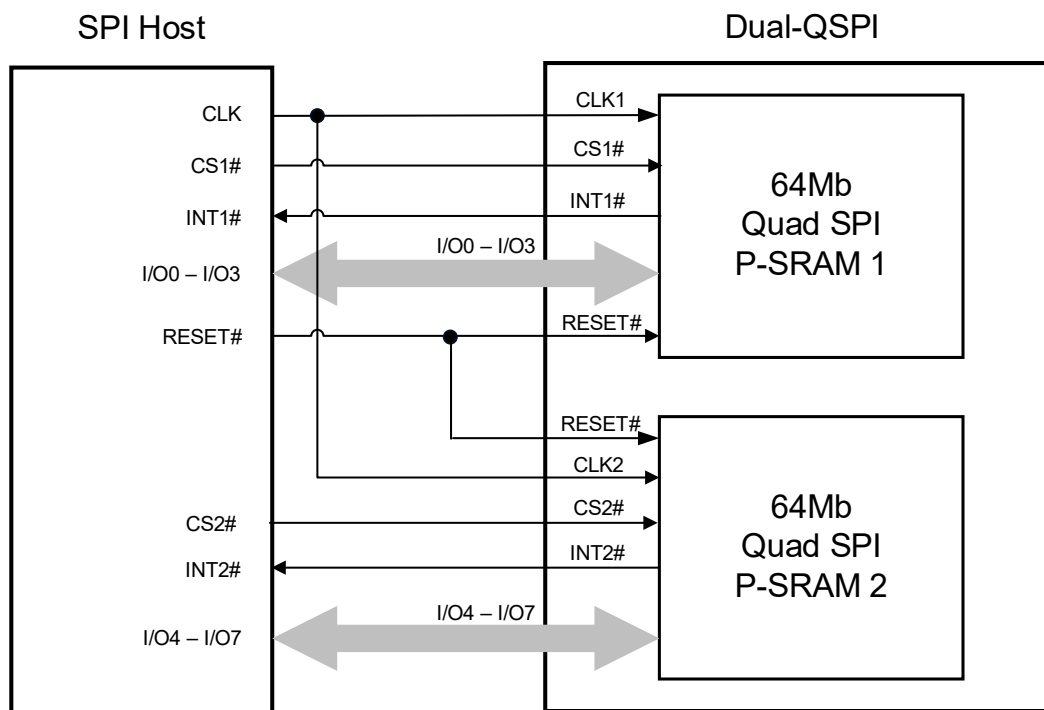 SPI Host
Dual-QSPI
CLK
CLK1
CS1#
CS1#
INT1#
INT1#
I/O0 – I/O3
I/O0 – I/O3
RESET#
RESET#
64Mb
Quad SPI
P-SRAM 1
RESET#
CLK2
CS2#
CS2#
INT2#
INT2#
I/O4 – I/O7
I/O4 – I/O7
64Mb
Quad SPI
P-SRAM 2